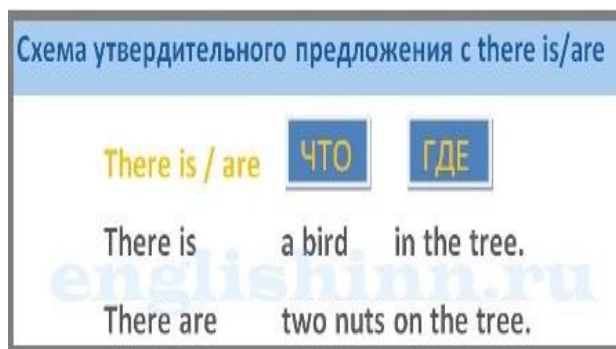 Схема утвердительного предложения с there is/are
There is / are ЧТО ГДЕ
There is a bird in the tree.
englishinn.ru
There are two nuts on the tree.